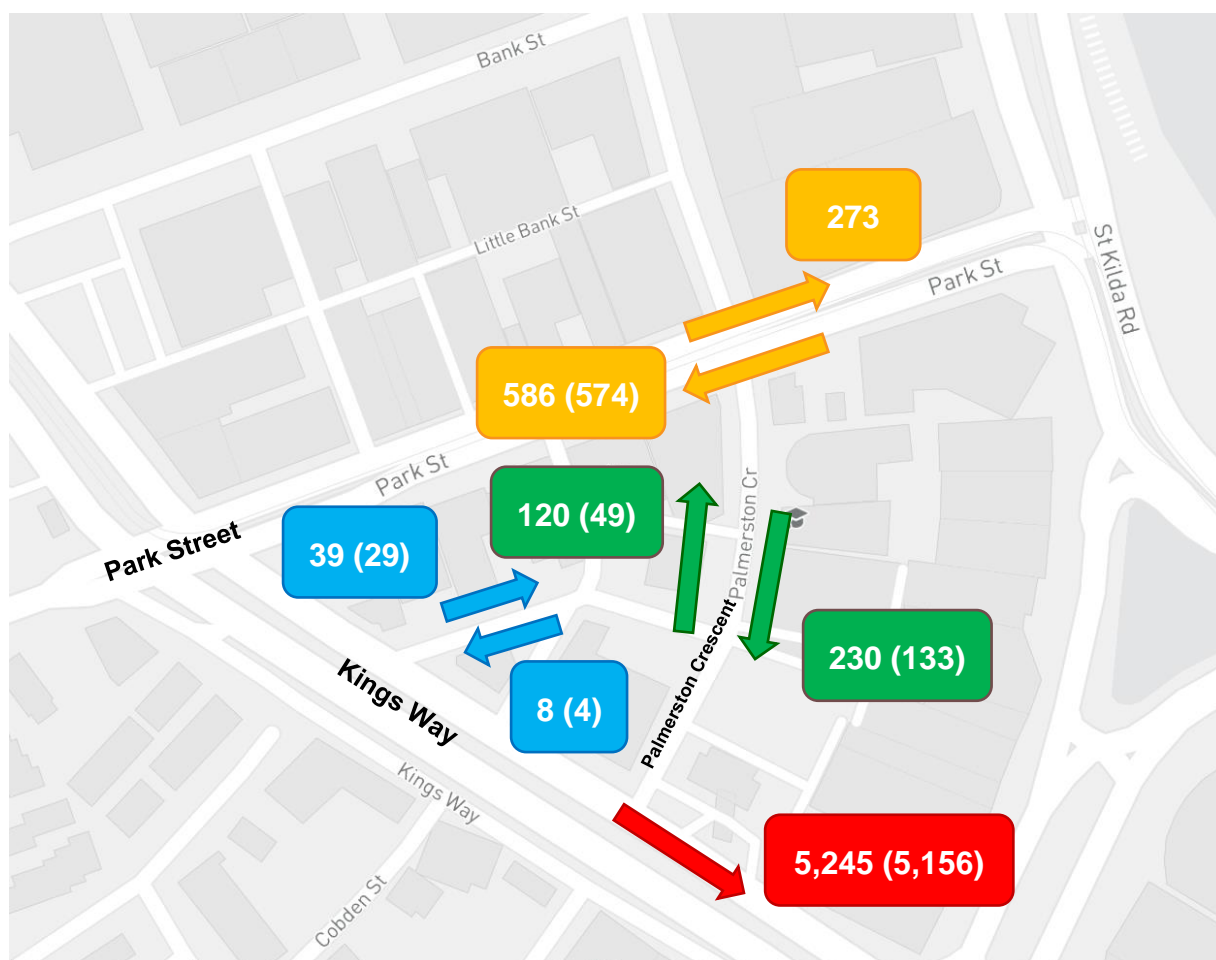 Bank St
Little Bank St
273
St Kilda Rd
Park St
586 (574)
Park St
120 (49)
Palmerston Cr
Park Street
39 (29)
Palmerston Crescent
230 (133)
Kings Way
8 (4)
Kings Way
5,245 (5,156)
Cobden St